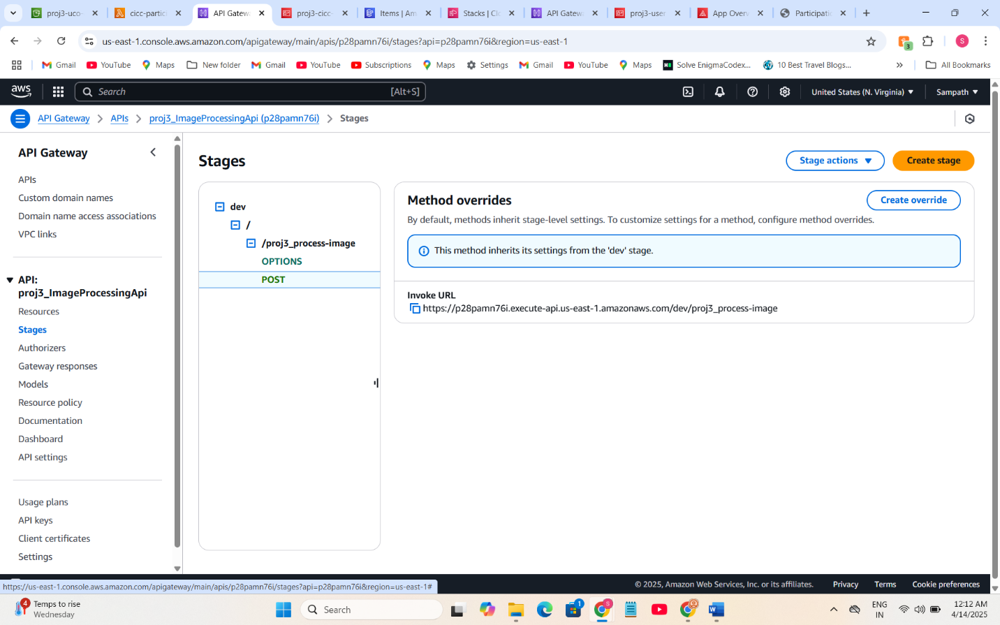 proj3-uco-
cicc-partici
API Gatew
proj3-cicc-
Items | Am
Stacks | Clo
API Gatew
proj3-user
App Overv
Participatio
us-east-1.console.aws.amazon.com/apigateway/main/apis/p28pamn76i/stages?api=p28pamn76i&region=us-east-1
3
S
Gmail
YouTube
Maps
New folder
Gmail
YouTube
Subscriptions
Maps
Settings
Gmail
YouTube
Maps
Solve EnigmaCodex...
10 Best Travel Blogs...
All Bookmarks
aws
Search
[Alt+S]
United States (N. Virginia)
Sampath
API Gateway
APIs
proj3_ImageProcessingApi (p28pamn76i)
Stages
API Gateway
APIs
Custom domain names
Domain name access associations
VPC links
API:
proj3_ImageProcessingApi
Resources
Stages
Authorizers
Gateway responses
Models
Resource policy
Documentation
Dashboard
API settings
Usage plans
API keys
Client certificates
Settings
Stages
Stage actions
Create stage
dev
/
/proj3_process-image
OPTIONS
POST
Method overrides
Create override
By default, methods inherit stage-level settings. To customize settings for a method, configure method overrides.
This method inherits its settings from the 'dev' stage.
Invoke URL
https://p28pamn76i.execute-api.us-east-1.amazonaws.com/dev/proj3_process-image
https://us-east-1.console.aws.amazon.com/apigateway/main/apis/p28pamn76i/stages?api=p28pamn76i&region=us-east-1#
© 2025, Amazon Web Services, Inc. or its affiliates.
Privacy
Terms
Cookie preferences
4
Temps to rise
Wednesday
Search
1
S
W
ENG
IN
12:12 AM
4/14/2025